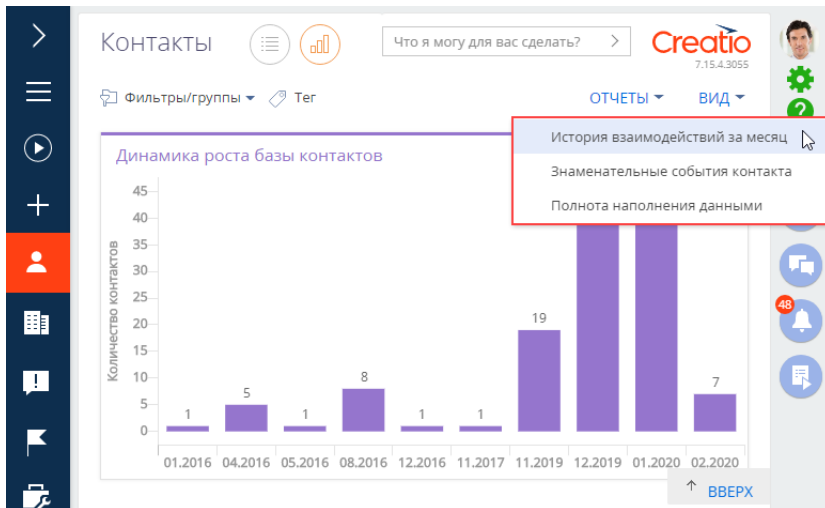 Контакты
Что я могу для вас сделать?
Creatio
7.15.4.3055
Фильтры/группы
Тег
ОТЧЕТЫ
ВИД
?
История взаимодействий за месяц
Знаменательные события контакта
Полнота наполнения данными
Динамика роста базы контактов
Количество контактов
45
40
35
30
25
20
15
10
5
0
1
5
1
8
1
1
19
7
01.2016 04.2016 05.2016 08.2016 12.2016 11.2017 11.2019 12.2019 01.2020 02.2020
48
ВВЕРХ